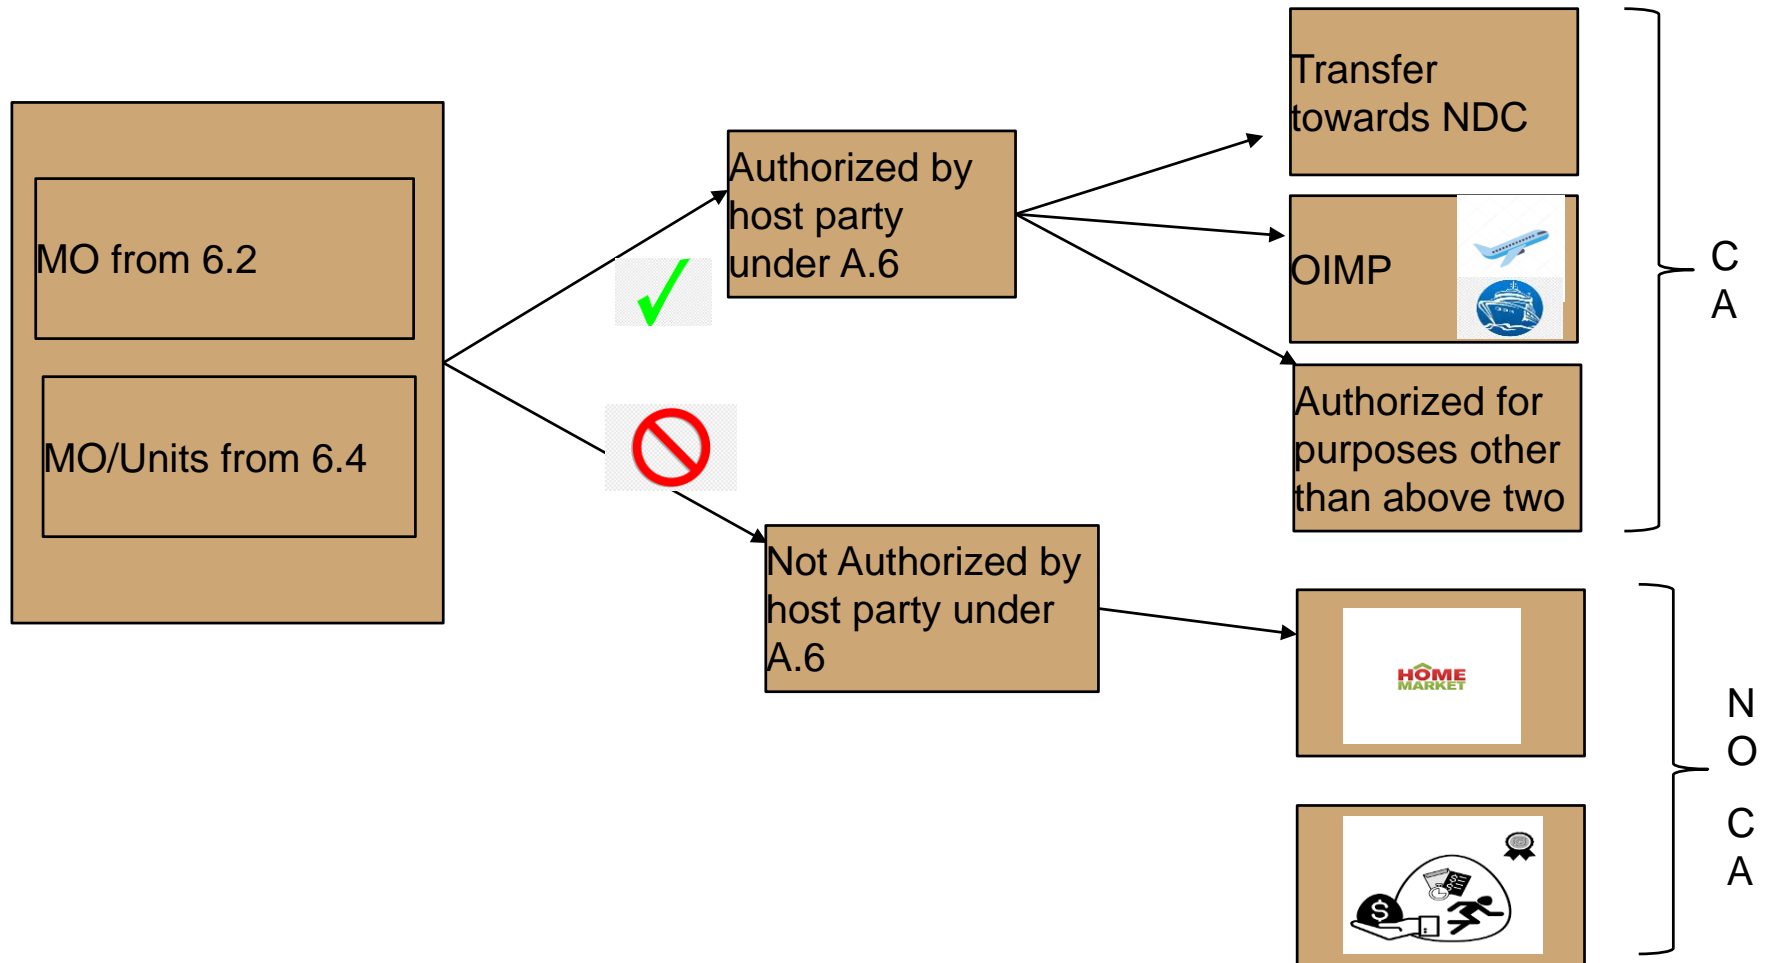 MO from 6.2
MO/Units from 6.4
Authorized by
host party
under A.6
Not Authorized by
host party under
A.6
Transfer
towards NDC
OIMP
Authorized for
purposes other
than above two
C
A
HOME
MARKET
$
N
O
C
A